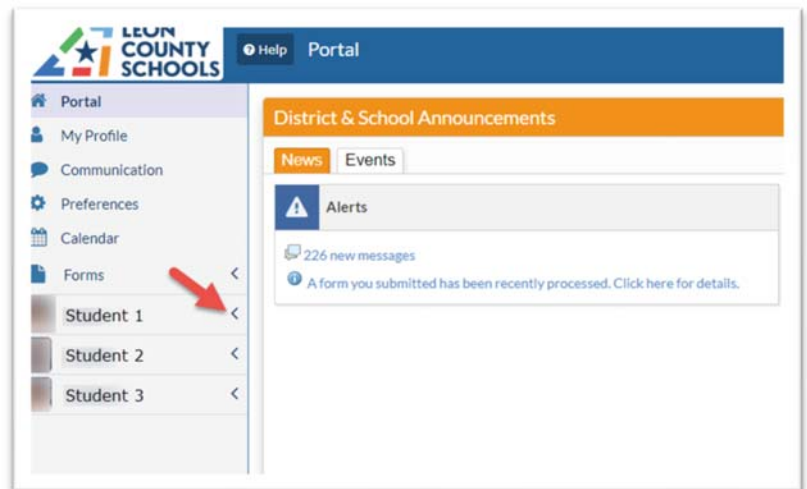 LEON
COUNTY
SCHOOLS
Help Portal
Portal
My Profile
Communication
Preferences
Calendar
Forms
Student 1
Student 2
Student 3
District & School Announcements
News Events
Alerts
226 new messages
A form you submitted has been recently processed. Click here for details.